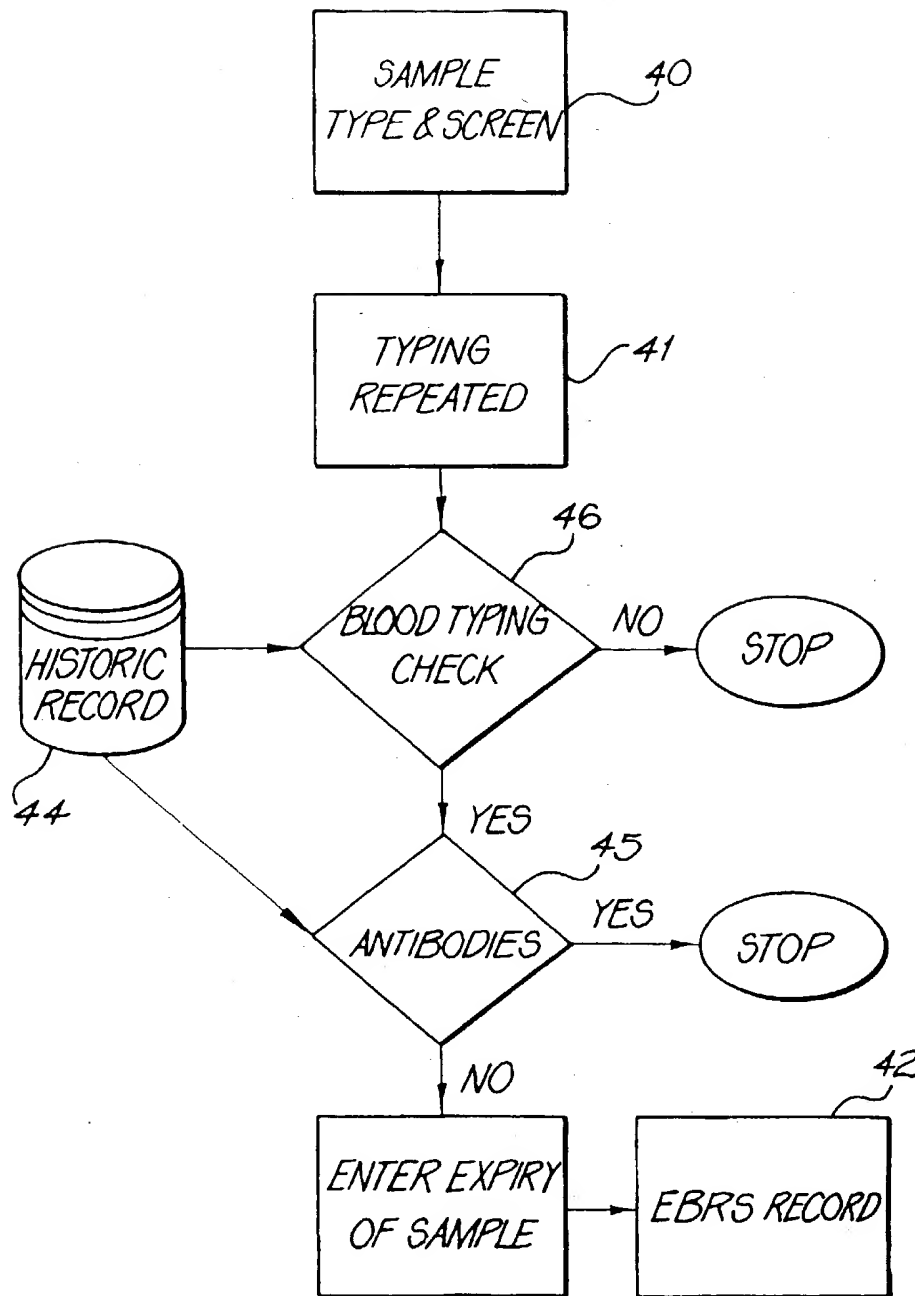 SAMPLE
TYPE & SCREEN
40
TYPING
REPEATED
41
46
BLOOD TYPING
CHECK
NO
STOP
HISTORIC
RECORD
44
YES
45
ANTIBODIES
YES
STOP
NO
42
ENTER EXPIRY
OF SAMPLE
EBRS RECORD